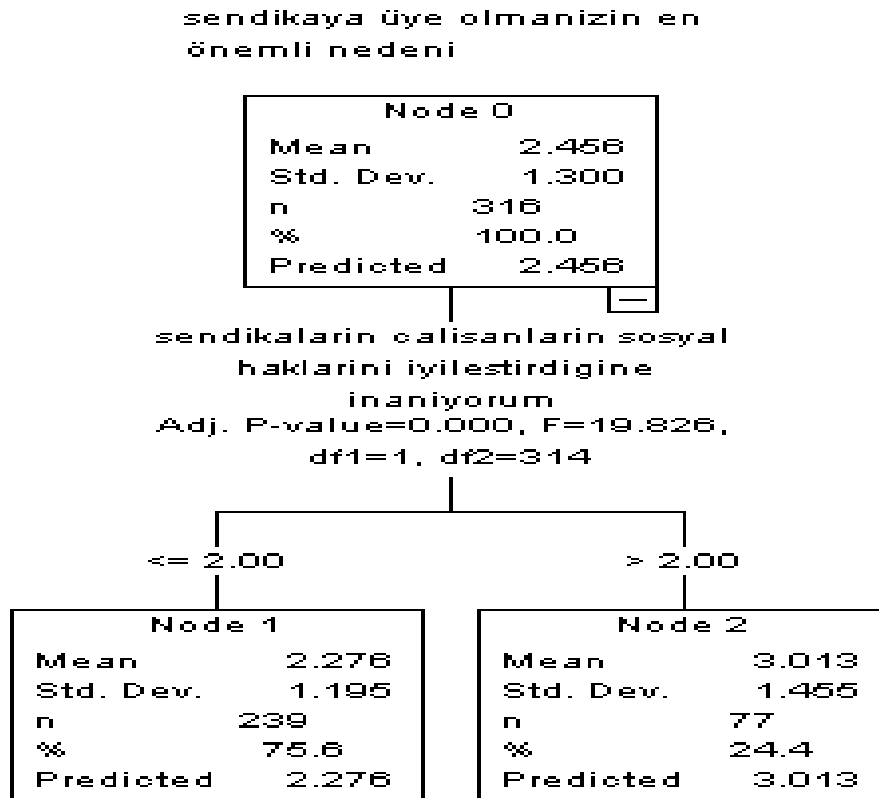 sendikaya üye olmanizin en
önemli nedeni
Node 0
Mean 2.456
Std. Dev. 1.300
n 316
% 100.0
Predicted 2.456
sendikalarin calisanlarin sosyal
haklarini iyilestirdigine
inaniyorum
Adj. P-value=0.000, F=19.826,
df1=1, df2=314
<= 2.00
> 2.00
Node 1
Mean 2.276
Std. Dev. 1.195
n 239
% 75.6
Predicted 2.276
Node 2
Mean 3.013
Std. Dev. 1.455
n 77
% 24.4
Predicted 3.013